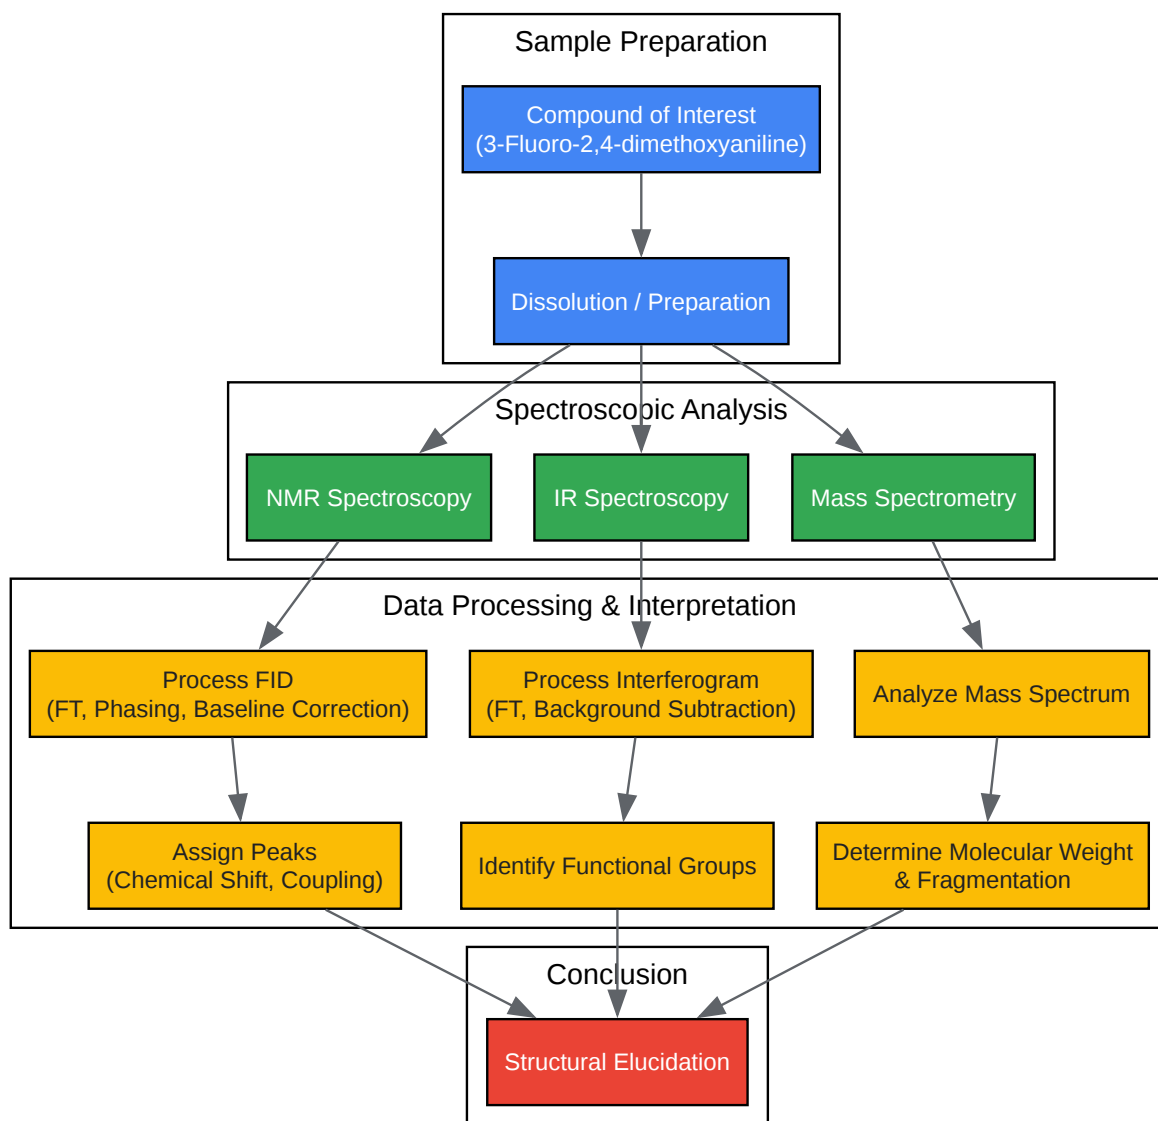 Sample Preparation
Compound of Interest
(3-Fluoro-2,4-dimethoxyaniline)
Dissolution / Preparation
Spectroscopic Analysis
NMR Spectroscopy
IR Spectroscopy
Mass Spectrometry
Data Processing & Interpretation
Process FID
(FT, Phasing, Baseline Correction)
Process Interferogram
(FT, Background Subtraction)
Analyze Mass Spectrum
Assign Peaks
(Chemical Shift, Coupling)
Identify Functional Groups
Determine Molecular Weight
& Fragmentation
Conclusion
Structural Elucidation